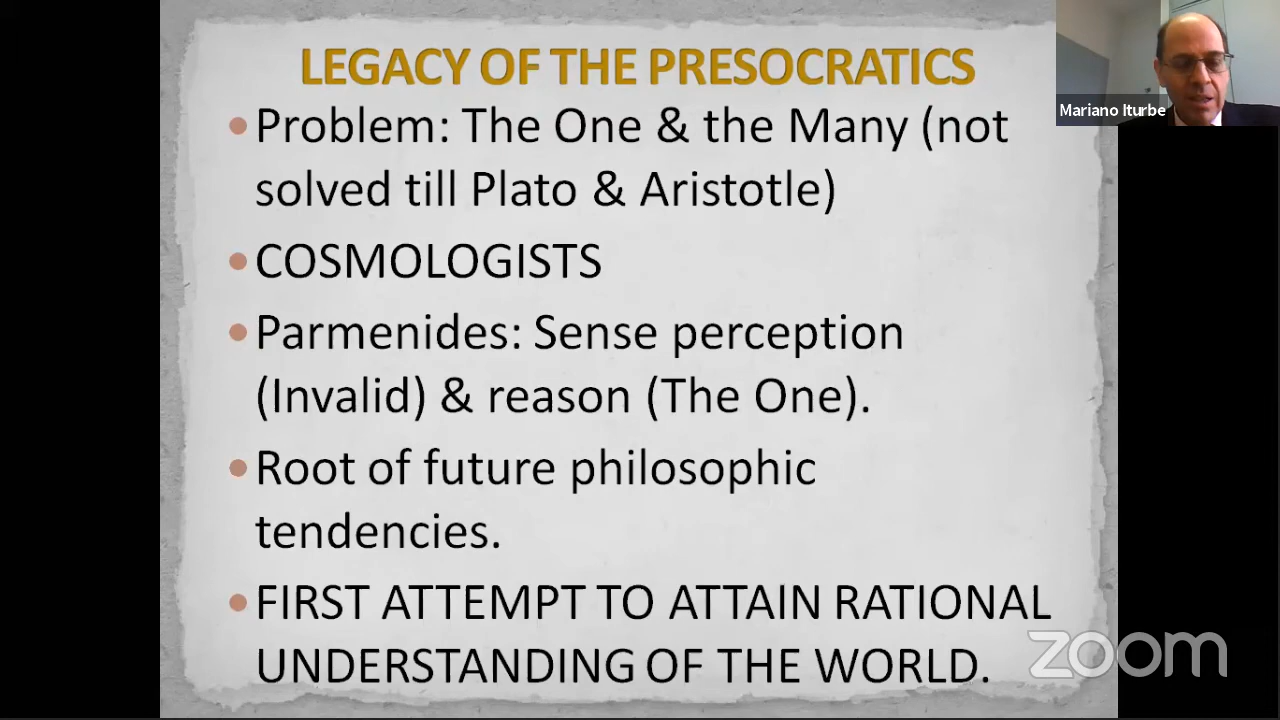 LEGACY OF THE PRESOCRATICS
Problem: The One & the Many (not
solved till Plato & Aristotle)
COSMOLOGISTS
Parmenides: Sense perception
(Invalid) & reason (The One).
Root of future philosophic
tendencies.
FIRST ATTEMPT TO ATTAIN RATIONAL
UNDERSTANDING OF THE WORLD.
Mariano Iturbe
zoom